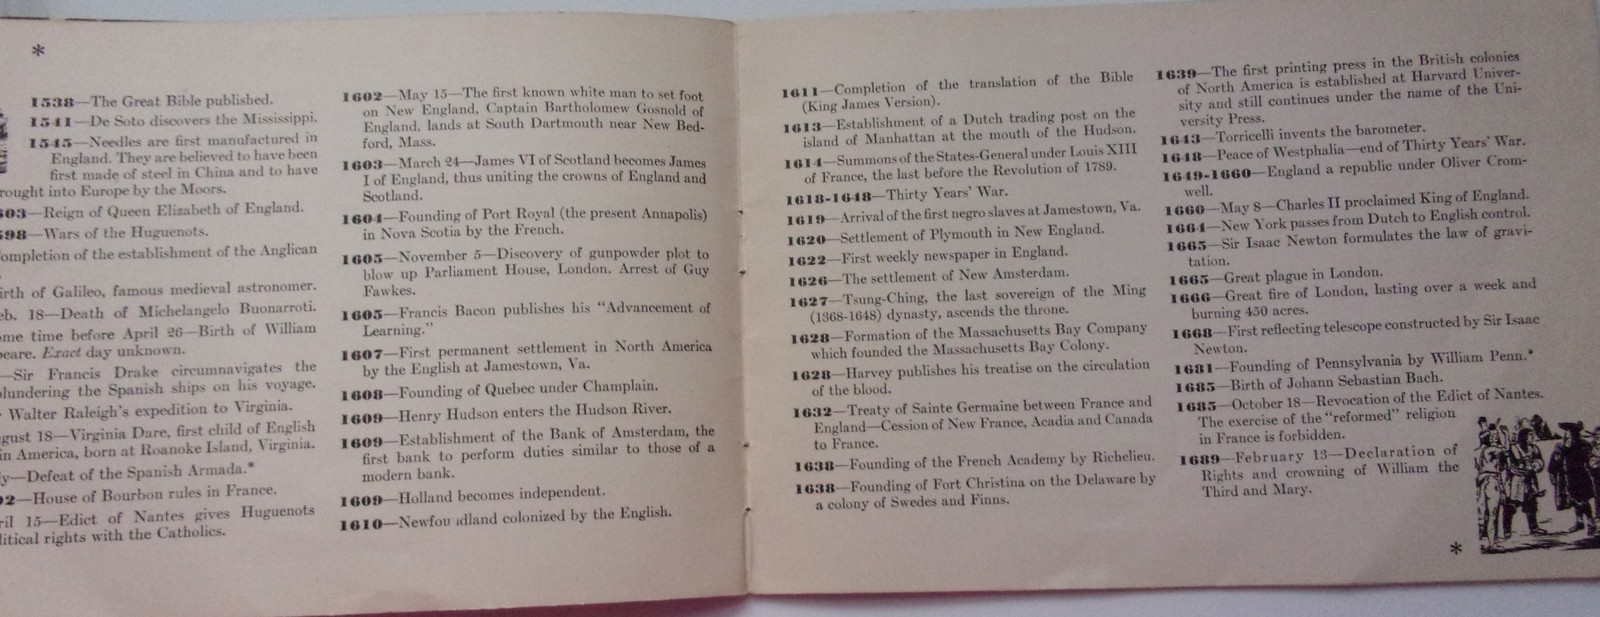 *
1538—The Great Bible published.
1541—De Soto discovers the Mississippi.
1545—Needles are first manufactured in
England. They are believed to have been
first made of steel in China and to have
rought into Europe by the Moors.
603—Reign of Queen Elizabeth of England.
598—Wars of the Huguenots.
ompletion of the establishment of the Anglican
irth of Galileo, famous medieval astronomer.
eb. 18—Death of Michelangelo Buonarroti.
ome time before April 26—Birth of William
peare. Exact day unknown.
—Sir Francis Drake circumnavigates the
plundering the Spanish ships on his voyage.
Walter Raleigh's expedition to Virginia.
gust 18—Virginia Dare, first child of English
in America, born at Roanoke Island, Virginia.
ly—Defeat of the Spanish Armada.*
92—House of Bourbon rules in France.
ril 15—Edict of Nantes gives Huguenots
litical rights with the Catholics.
1602—May 15—The first known white man to set foot
on New England, Captain Bartholomew Gosnold of
England, lands at South Dartmouth near New Bed-
ford, Mass.
1603—March 24—James VI of Scotland becomes James
I of England, thus uniting the crowns of England and
Scotland.
1604—Founding of Port Royal (the present Annapolis)
in Nova Scotia by the French.
1605—November 5—Discovery of gunpowder plot to
blow up Parliament House, London. Arrest of Guy
Fawkes.
1605—Francis Bacon publishes his "Advancement of
Learning."
1607—First permanent settlement in North America
by the English at Jamestown, Va.
1608—Founding of Quebec under Champlain.
1609—Henry Hudson enters the Hudson River.
1609—Establishment of the Bank of Amsterdam, the
first bank to perform duties similar to those of a
modern bank.
1609—Holland becomes independent.
1610—Newfoundland colonized by the English.
1611—Completion of the translation of the Bible
(King James Version).
1613—Establishment of a Dutch trading post on the
island of Manhattan at the mouth of the Hudson.
1614—Summons of the States-General under Louis XIII
of France, the last before the Revolution of 1789.
1618-1648—Thirty Years' War.
1619—Arrival of the first negro slaves at Jamestown, Va.
1620—Settlement of Plymouth in New England.
1622—First weekly newspaper in England.
1626—The settlement of New Amsterdam.
1627—Tsung-Ching, the last sovereign of the Ming
(1368-1648) dynasty, ascends the throne.
1628—Formation of the Massachusetts Bay Company
which founded the Massachusetts Bay Colony.
1628—Harvey publishes his treatise on the circulation
of the blood.
1632—Treaty of Sainte Germaine between France and
England—Cession of New France, Acadia and Canada
to France.
1638—Founding of the French Academy by Richelieu.
1638—Founding of Fort Christina on the Delaware by
a colony of Swedes and Finns.
1639—The first printing press in the British colonies
of North America is established at Harvard Univer-
sity and still continues under the name of the Uni-
versity Press.
1643—Torricelli invents the barometer.
1648—Peace of Westphalia—end of Thirty Years' War.
1649-1660—England a republic under Oliver Crom-
well.
1660—May 8—Charles II proclaimed King of England.
1664—New York passes from Dutch to English control.
1665—Sir Isaac Newton formulates the law of gravi-
tation.
1665—Great plague in London.
1666—Great fire of London, lasting over a week and
burning 450 acres.
1668—First reflecting telescope constructed by Sir Isaac
Newton.
1681—Founding of Pennsylvania by William Penn.*
1685—Birth of Johann Sebastian Bach.
1685—October 18—Revocation of the Edict of Nantes.
The exercise of the "reformed" religion
in France is forbidden.
1689—February 13—Declaration of
Rights and crowning of William the
Third and Mary.
*